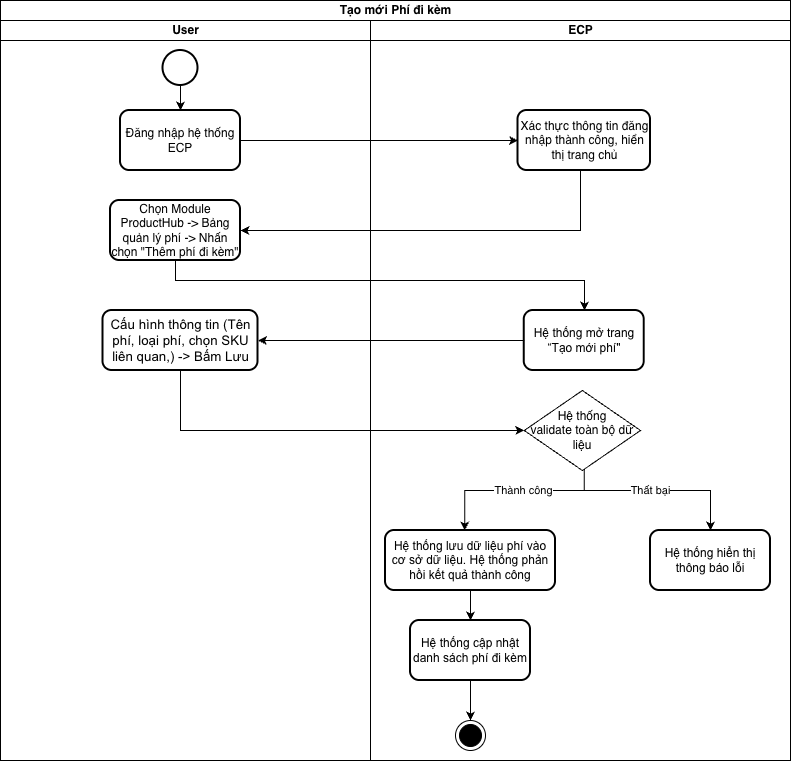 Tạo mới Phí đi kèm
User
ECP
Đăng nhập hệ thống
ECP
Xác thực thông tin đăng
nhập thành công, hiển
thị trang chủ
Chọn Module
ProductHub -> Bảng
quản lý phí -> Nhấn
chọn "Thêm phí đi kèm"
Hệ thống mở trang
“Tạo mới phí"
Cấu hình thông tin (Tên
phí, loại phí, chọn SKU
liên quan,) -> Bấm Lưu
Hệ thống
validate toàn bộ dữ
liệu
Thành công
Thất bại
Hệ thống lưu dữ liệu phí vào
cơ sở dữ liệu. Hệ thống phản
hồi kết quả thành công
Hệ thống hiển thị
thông báo lỗi
Hệ thống cập nhật
danh sách phí đi kèm